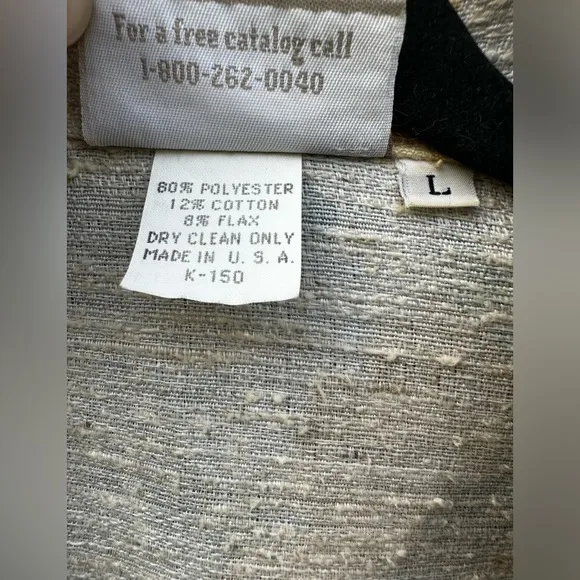 For a free catalog call
1-800-262-0040
80% POLYESTER
12% COTTON
8% FLAX
DRY CLEAN ONLY
MADE IN U. S. A.
K-150
L